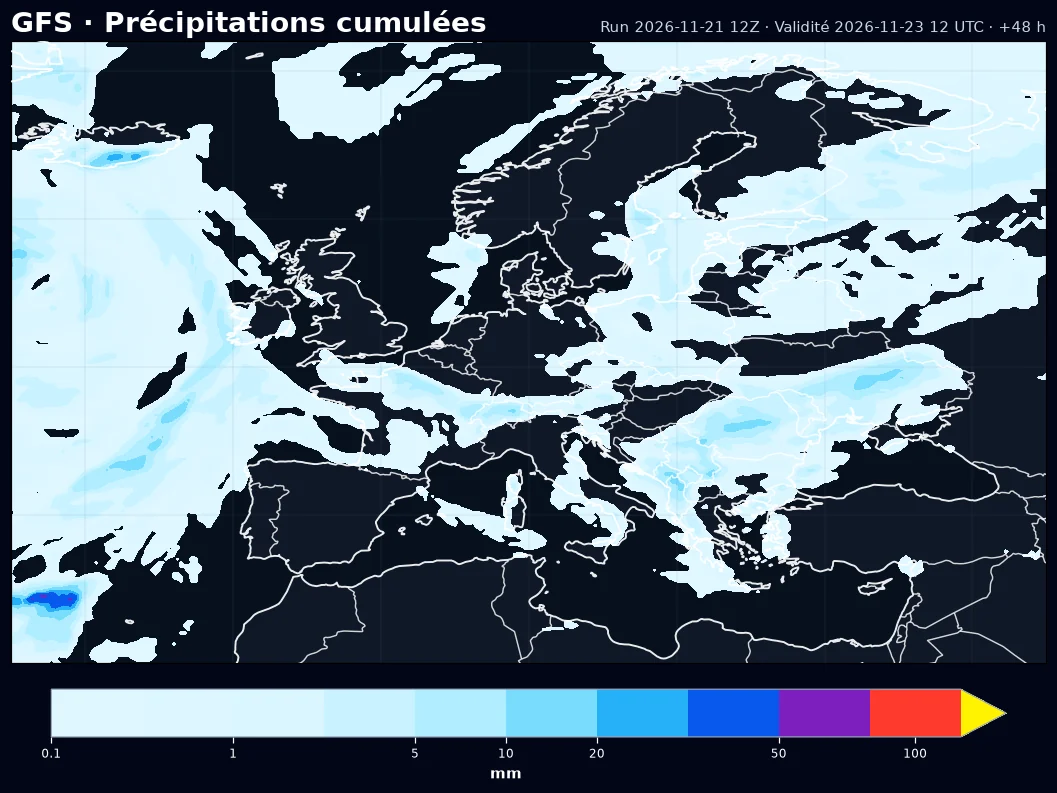 GFS · Précipitations cumulées
Run 2026-11-21 12Z · Validité 2026-11-23 12 UTC · +48 h
0.1 1 5 10 20 50 100
mm